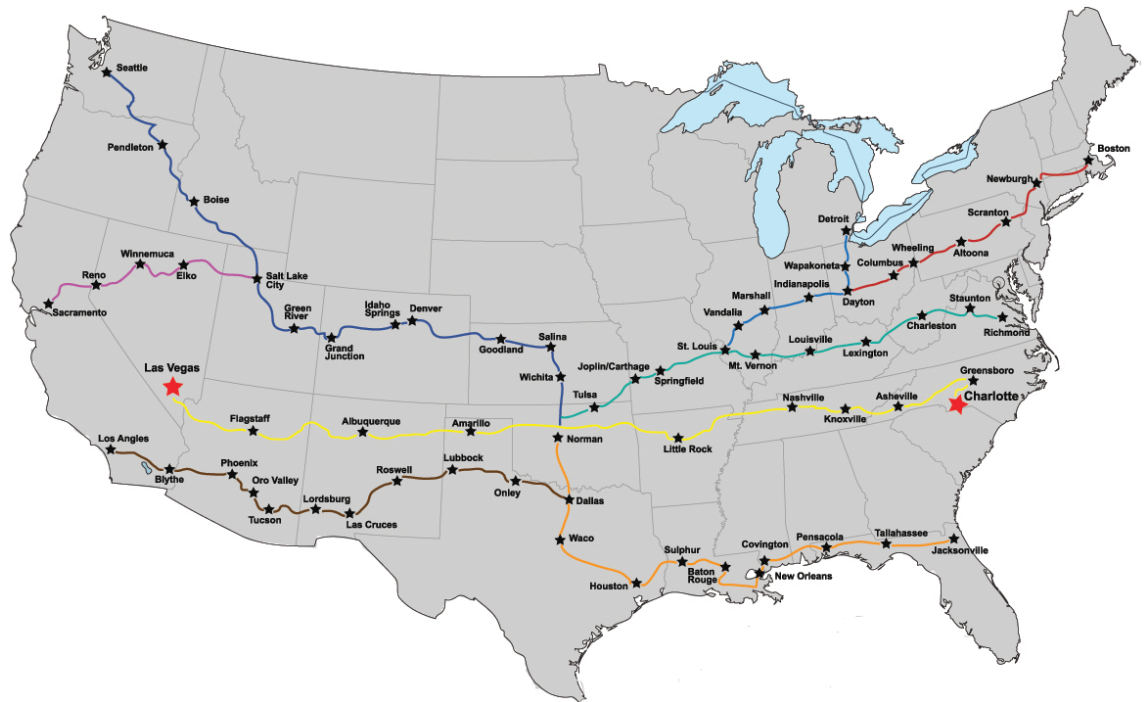 Seattle
Pendleton
Boise
Winnemuca
Reno
Elko
Sacramento
Salt Lake
City
Green
River
Grand
Junction
Idaho
Springs
Denver
Goodland
Salina
Wichita
Boston
Newburgh
Scranton
Altoona
Wheeling
Columbus
Detroit
Wapakoneta
Dayton
Indianapolis
Marshall
Vandalia
St. Louis
Mt. Vernon
Louisville
Lexington
Charleston
Staunton
Richmond
Joplin/Carthage
Springfield
Tulsa
Las Vegas
Flagstaff
Albuquerque
Amarillo
Norman
Little Rock
Nashville
Knoxville
Asheville
Greensboro
Charlotte
Los Angles
Blythe
Phoenix
Oro Valley
Tucson
Lordsburg
Las Cruces
Roswell
Lubbock
Onley
Dallas
Waco
Houston
Sulphur
Baton
Rouge
Covington
New Orleans
Pensacola
Tallahassee
Jacksonville